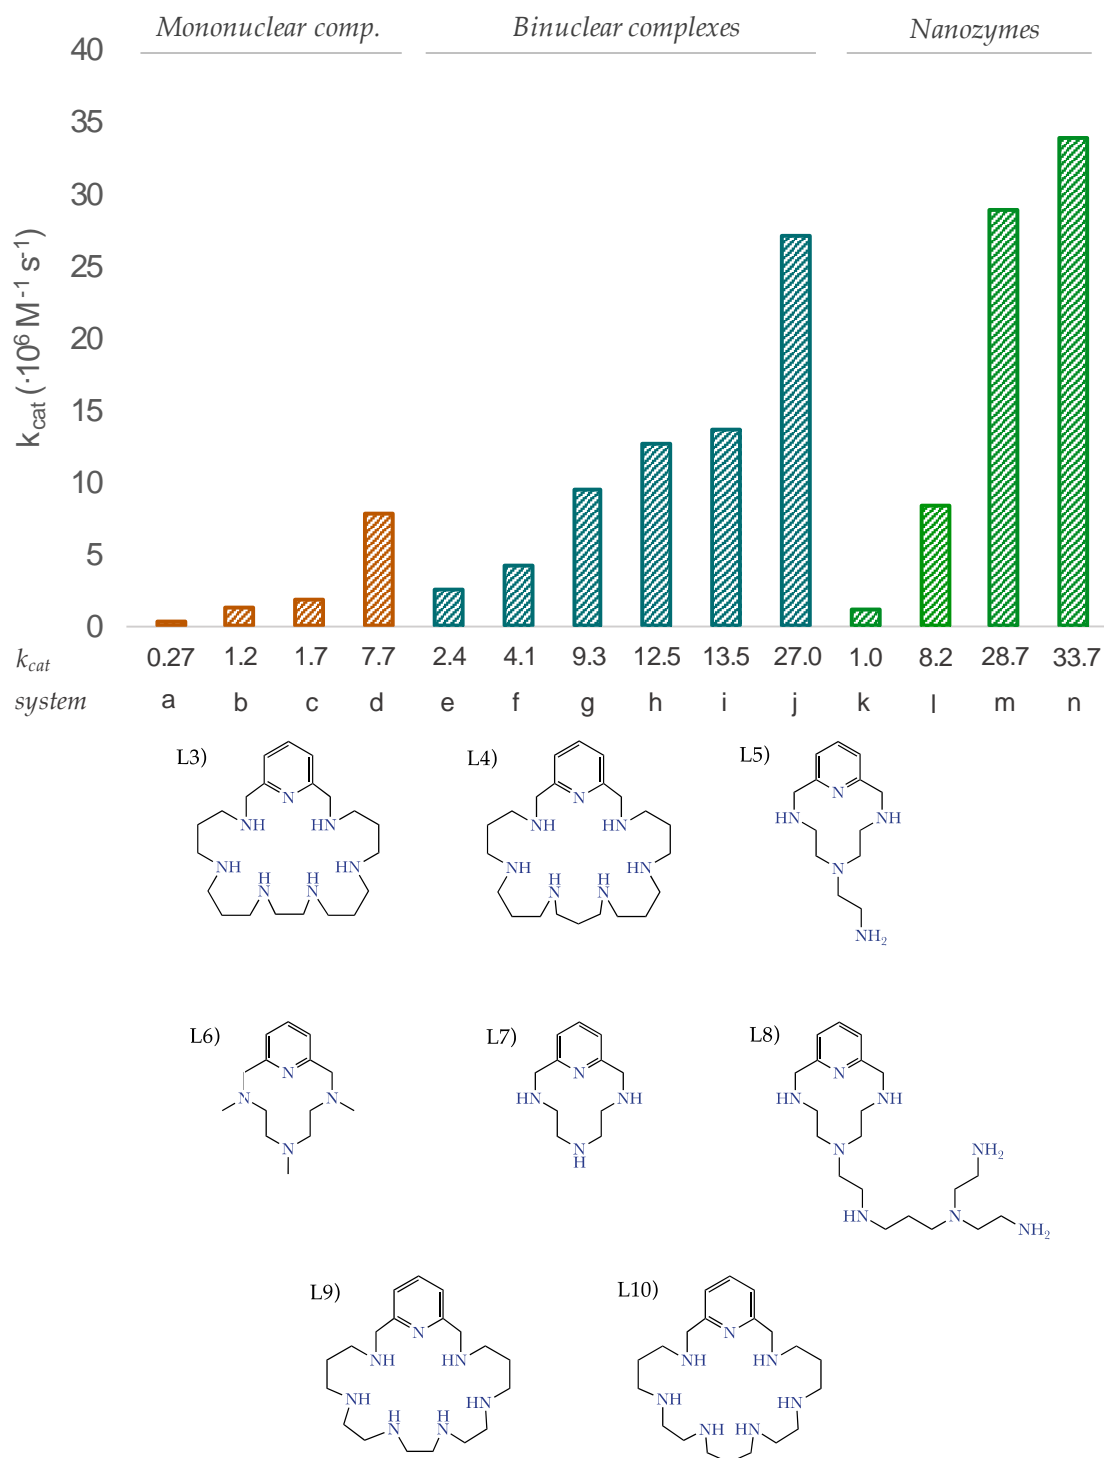 Mononuclear comp. Binuclear complexes Nanozymes
40
35
30
25
20
15
10
5
0
k_cat (·10⁶ M⁻¹ s⁻¹)
k_cat 0.27 1.2 1.7 7.7 2.4 4.1 9.3 12.5 13.5 27.0 1.0 8.2 28.7 33.7
system a b c d e f g h i j k l m n
L3) L4) L5)
N N N
NH HN NH HN HN NH
NH HN NH HN N
H N H N H N H N
NH₂
L6) L7) L8)
N N N
N N HN NH HN NH
N N H N
NH₂
HN N NH₂
L9) L10)
N N
NH HN NH HN
NH HN NH HN
H N H N NH HN